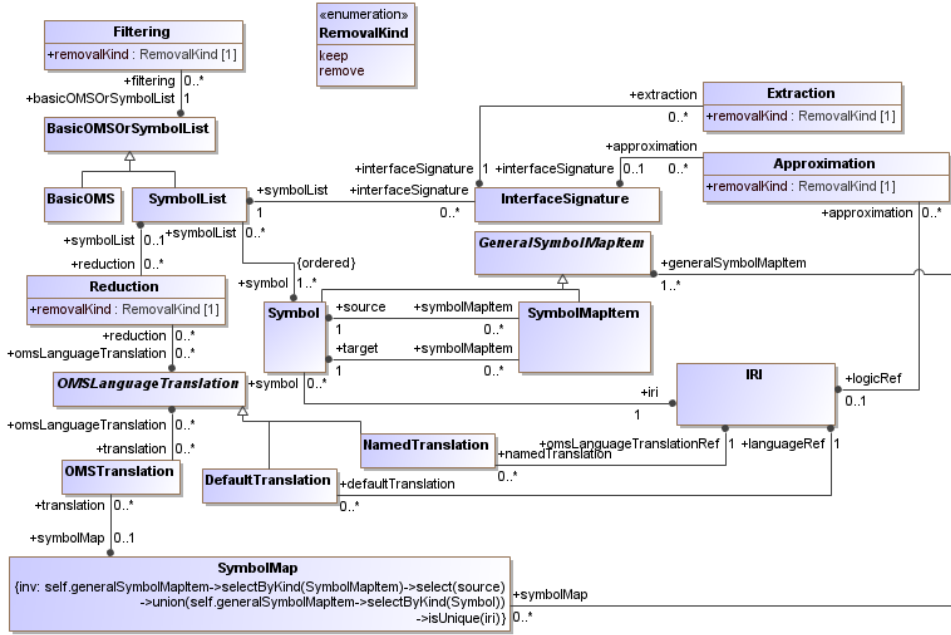 Filtering
+removalKind : RemovalKind [1]
«enumeration»
RemovalKind
keep
remove
+filtering 0..*
+basicOMSOrSymbolList 1
BasicOMSOrSymbolList
BasicOMS
SymbolList
+extraction
0..*
Extraction
+removalKind : RemovalKind [1]
+approximation
0..*
Approximation
+removalKind : RemovalKind [1]
+interfaceSignature
1
+interfaceSignature
0..1
+symbolList
1
+interfaceSignature
0..*
InterfaceSignature
+approximation 0..*
+symbolList 0..1
+symbolList 0..*
+reduction 0..*
{ordered}
+symbol 1..*
GeneralSymbolMapItem
+generalSymbolMapItem
1..*
Reduction
+removalKind : RemovalKind [1]
Symbol
+source
1
+symbolMapItem
0..*
+target
1
+symbolMapItem
0..*
SymbolMapItem
+reduction 0..*
+omsLanguageTranslation 0..*
OMSLanguageTranslation
+symbol 0..*
+iri
1
IRI
+logicRef
0..1
+omsLanguageTranslation 0..*
+translation 0..*
OMSTranslation
NamedTranslation
+omsLanguageTranslationRef 1
+languageRef 1
+namedTranslation
0..*
DefaultTranslation
+defaultTranslation
0..*
+translation 0..*
+symbolMap 0..1
SymbolMap
{inv: self.generalSymbolMapItem->selectByKind(SymbolMapItem)->select(source)
->union(self.generalSymbolMapItem->selectByKind(Symbol))
->isUnique(iri)}
+symbolMap
0..*